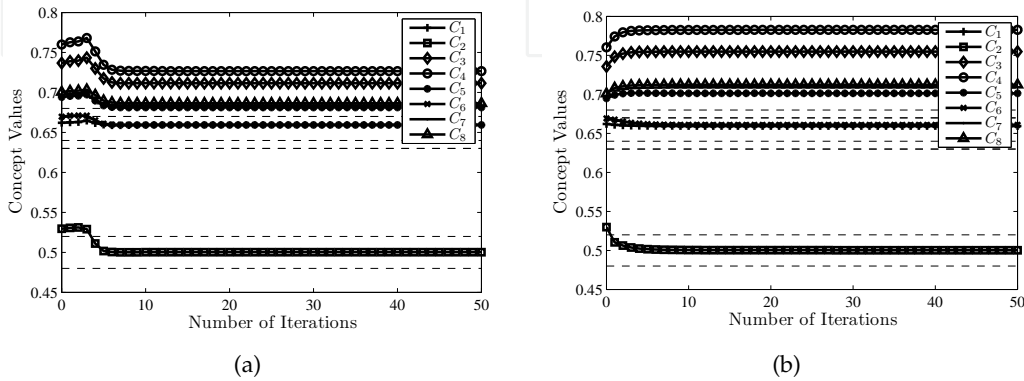 0.8
0.75
0.7
0.65
0.6
0.55
0.5
0.45
0
10
20
30
40
50
Concept Values
Number of Iterations
C1
C2
C3
C4
C5
C6
C7
C8
(a)
0.8
0.75
0.7
0.65
0.6
0.55
0.5
0.45
0
10
20
30
40
50
Concept Values
Number of Iterations
C1
C2
C3
C4
C5
C6
C7
C8
(b)